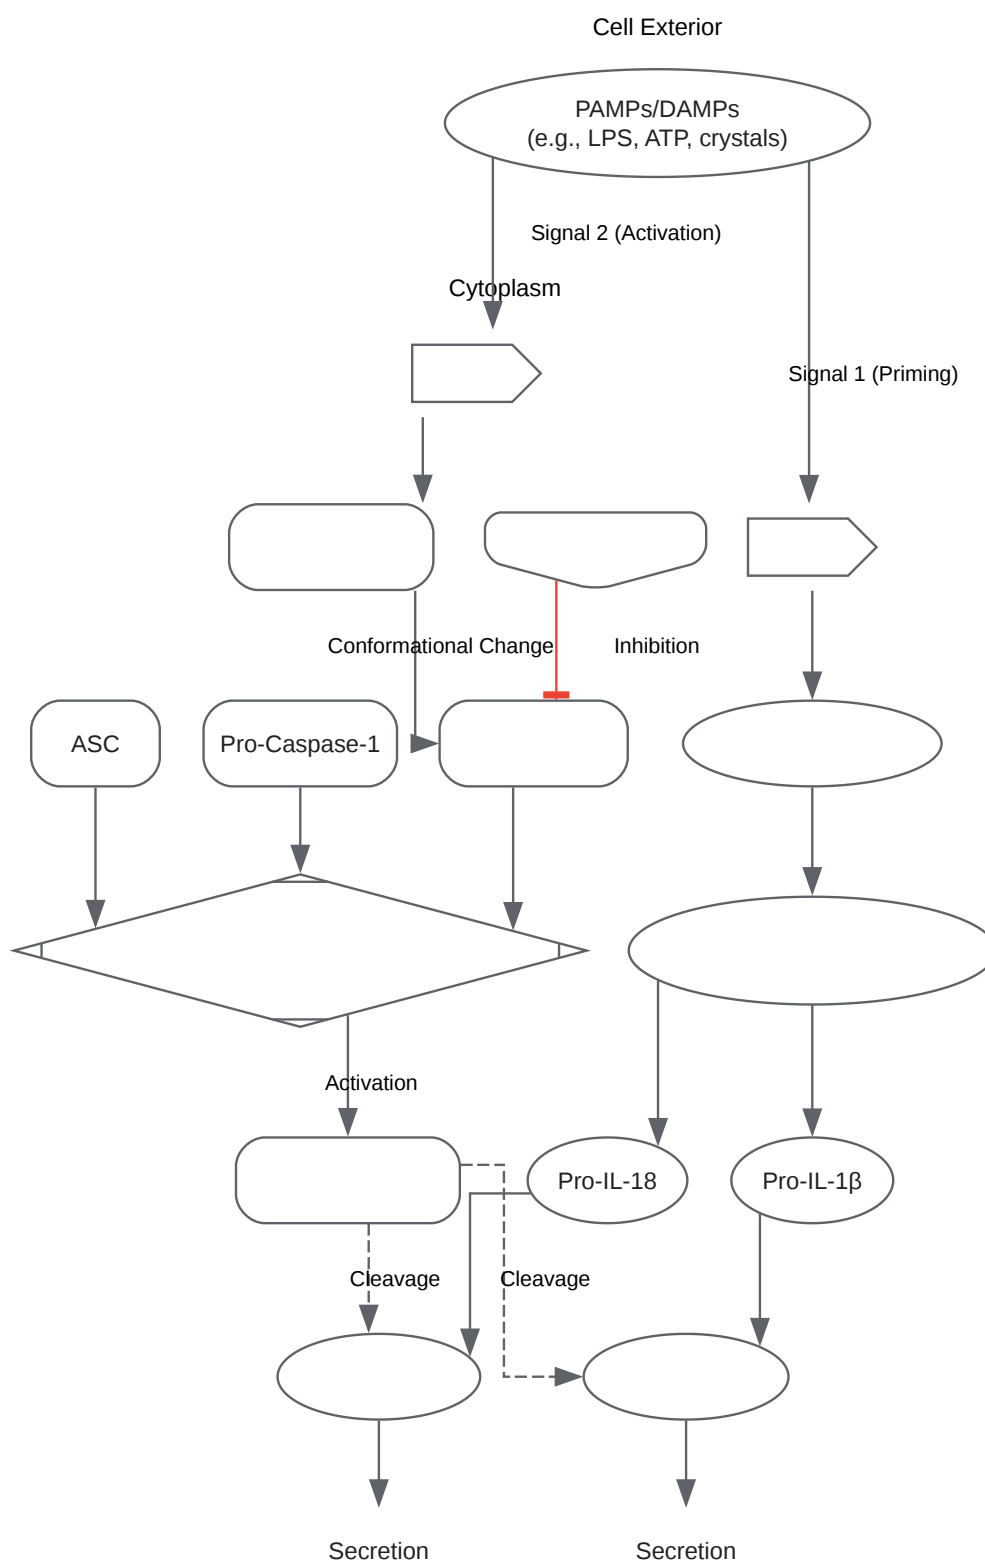 Cell Exterior
PAMPs/DAMPs
(e.g., LPS, ATP, crystals)
Signal 2 (Activation)
Cytoplasm
Signal 1 (Priming)
Conformational Change
Inhibition
ASC
Pro-Caspase-1
Activation
Pro-IL-18
Pro-IL-1β
Cleavage
Cleavage
Secretion
Secretion